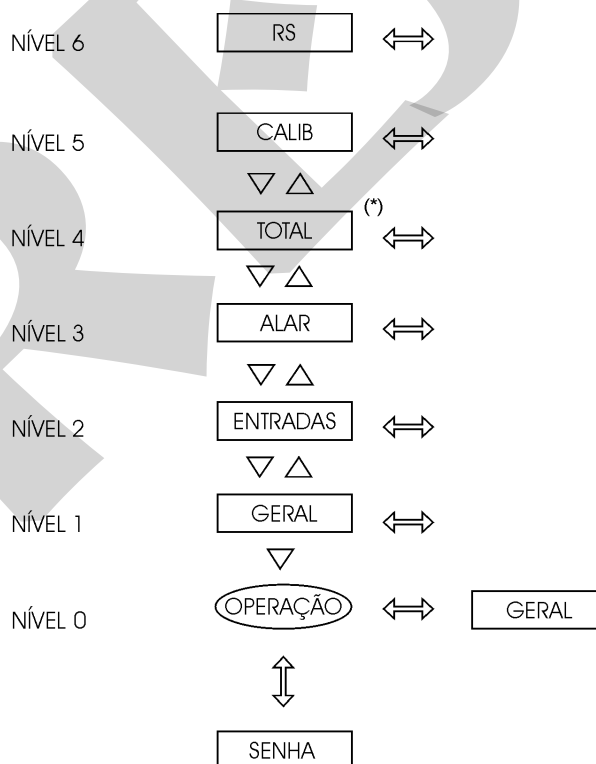 NÍVEL 6 RS
NÍVEL 5 CALIB
(*)
NÍVEL 4 TOTAL
NÍVEL 3 ALAR
NÍVEL 2 ENTRADAS
NÍVEL 1 GERAL
NÍVEL 0 OPERAÇÃO GERAL
SENHA